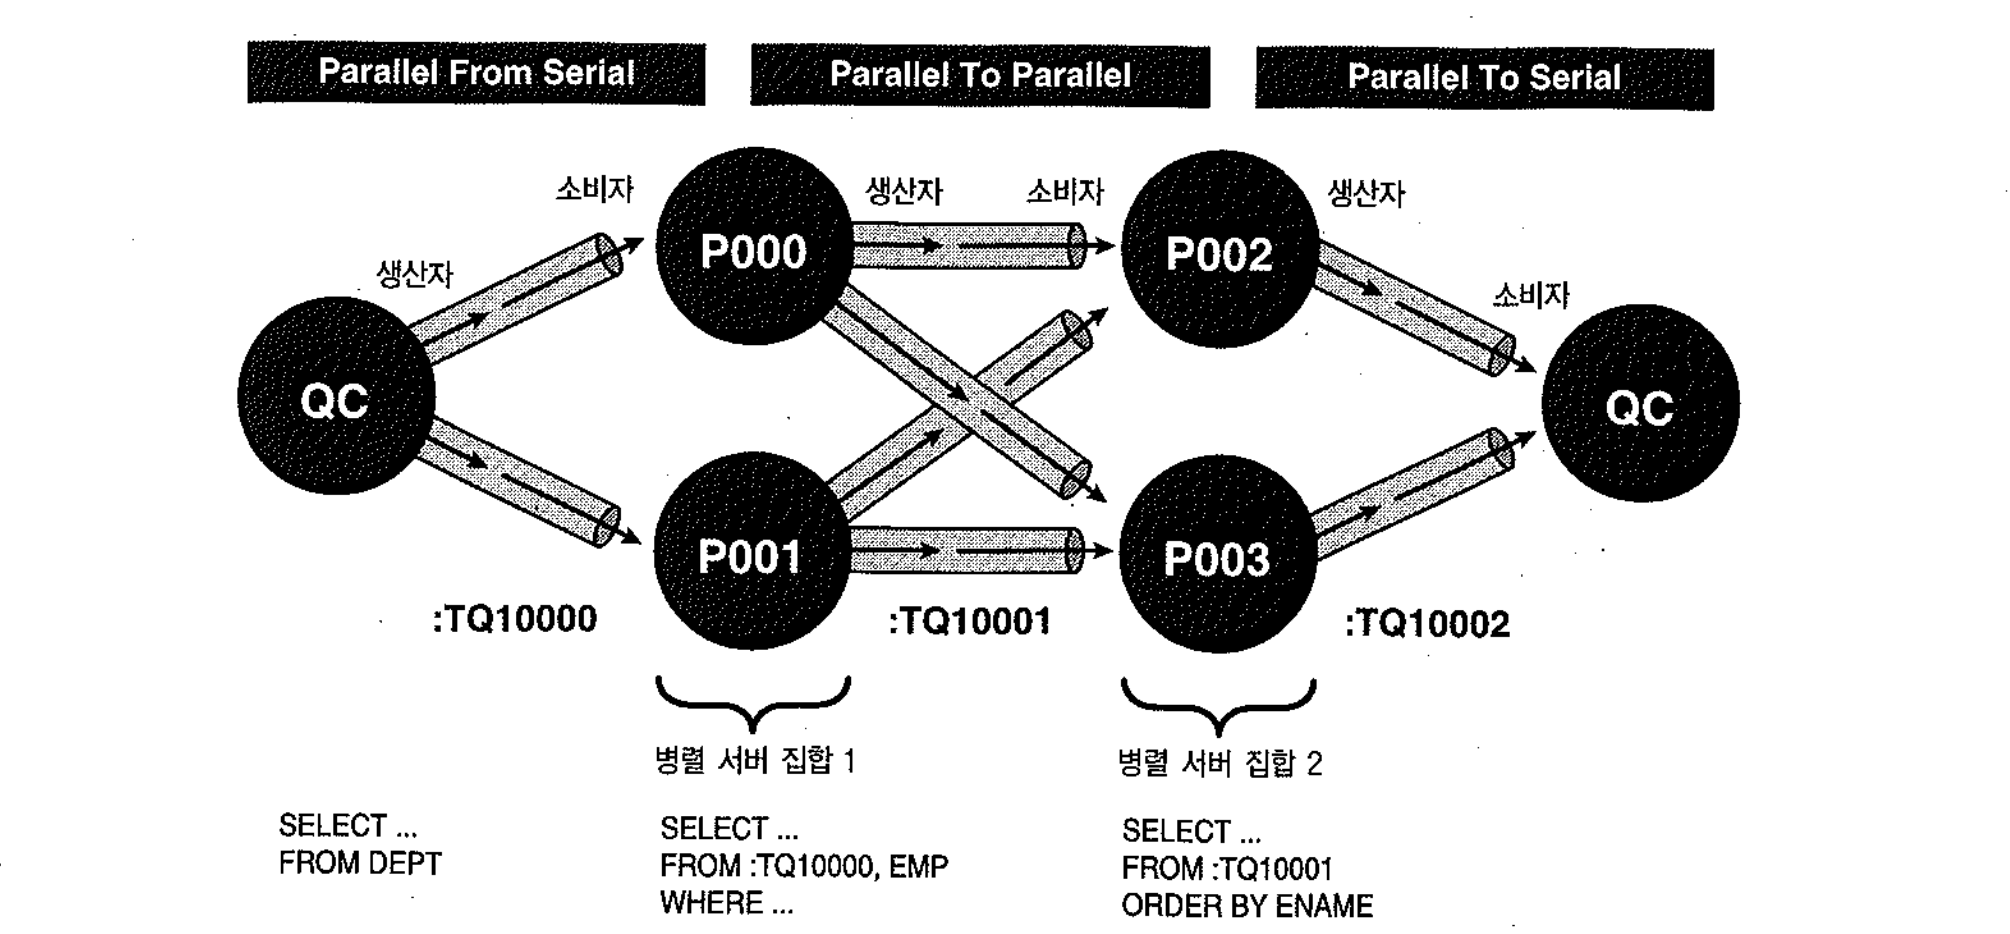 Parallel From Serial
Parallel To Parallel
Parallel To Serial
소비자
생산자
소비자
생산자
생산자
소비자
P000
P002
QC
QC
P001
P003
:TQ10000
:TQ10001
:TQ10002
병렬 서버 집합 1
병렬 서버 집합 2
SELECT ...
FROM DEPT
SELECT ...
FROM :TQ10000, EMP
WHERE ...
SELECT ...
FROM :TQ10001
ORDER BY ENAME